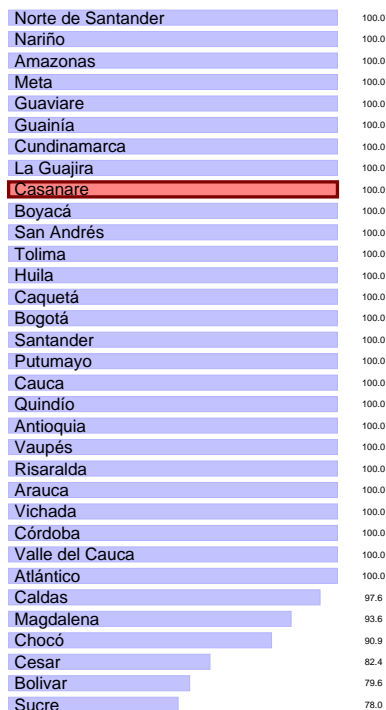 Norte de Santander 100.0
Nariño 100.0
Amazonas 100.0
Meta 100.0
Guaviare 100.0
Guainía 100.0
Cundinamarca 100.0
La Guajira 100.0
Casanare 100.0
Boyacá 100.0
San Andrés 100.0
Tolima 100.0
Huila 100.0
Caquetá 100.0
Bogotá 100.0
Santander 100.0
Putumayo 100.0
Cauca 100.0
Quindío 100.0
Antioquia 100.0
Vaupés 100.0
Risaralda 100.0
Arauca 100.0
Vichada 100.0
Córdoba 100.0
Valle del Cauca 100.0
Atlántico 100.0
Caldas 97.6
Magdalena 93.6
Chocó 90.9
Cesar 82.4
Bolivar 79.6
Sucre 78.0